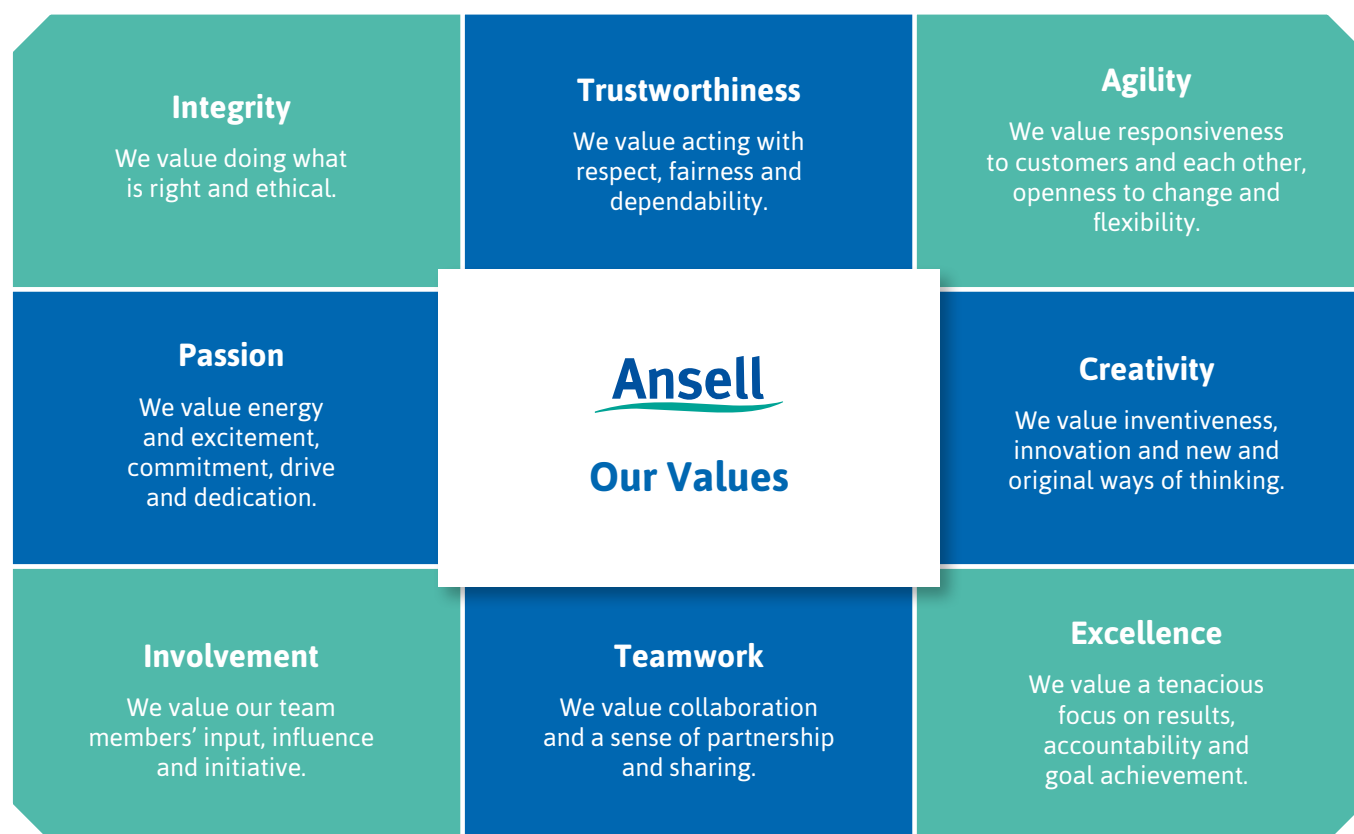 Integrity
We value doing what
is right and ethical.
Trustworthiness
We value acting with
respect, fairness and
dependability.
Agility
We value responsiveness
to customers and each other,
openness to change and
flexibility.
Passion
We value energy
and excitement,
commitment, drive
and dedication.
Ansell
Our Values
Creativity
We value inventiveness,
innovation and new and
original ways of thinking.
Involvement
We value our team
members’ input, influence
and initiative.
Teamwork
We value collaboration
and a sense of partnership
and sharing.
Excellence
We value a tenacious
focus on results,
accountability and
goal achievement.